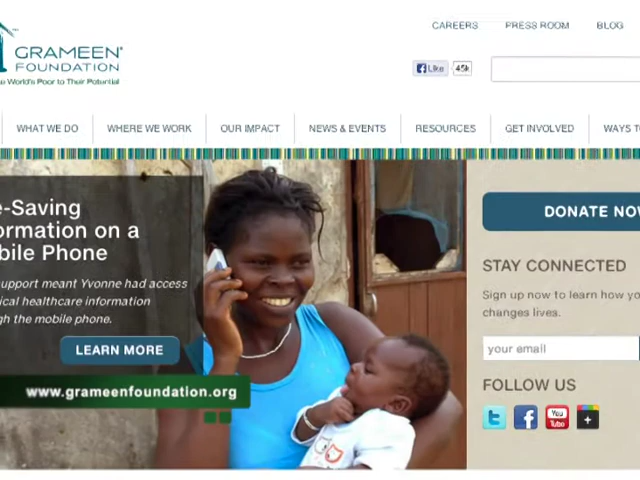 CAREERS PRESS ROOM BLOG
GRAMEEN
FOUNDATION
World's Poor to Their Potential
Like 45k
WHAT WE DO WHERE WE WORK OUR IMPACT NEWS & EVENTS RESOURCES GET INVOLVED WAYS
e-Saving
ormation on a
bile Phone
support meant Yvonne had access
ical healthcare information
gh the mobile phone.
LEARN MORE
www.grameenfoundation.org
DONATE NOW
STAY CONNECTED
Sign up now to learn how yo
changes lives.
your email
FOLLOW US
You
Tube